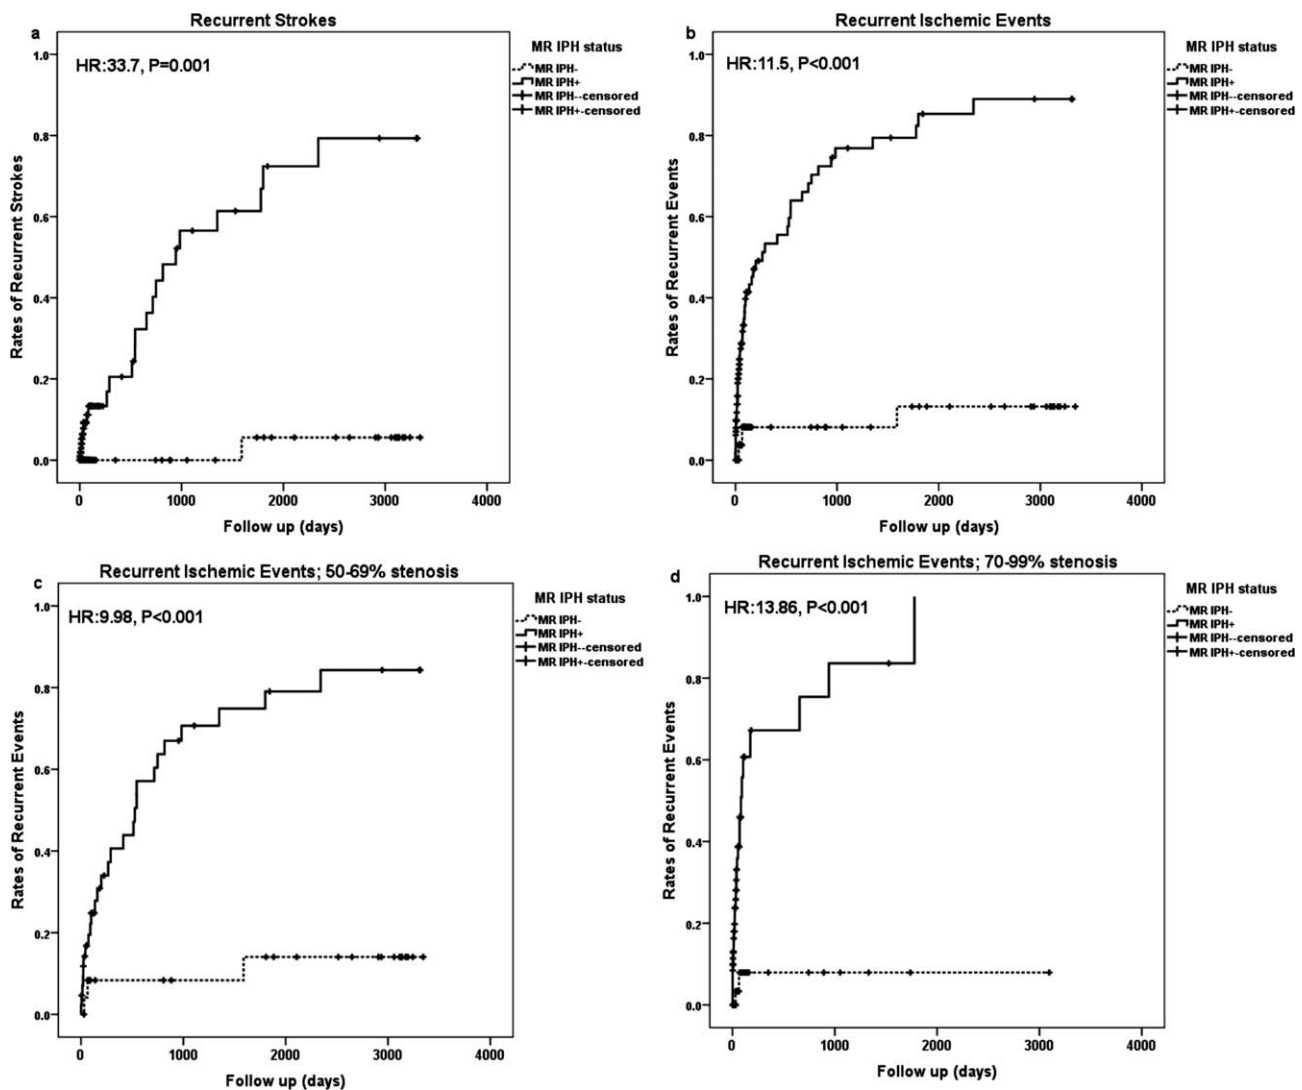 Recurrent Strokes
a
HR:33.7, P=0.001
MR IPH status
MR IPH-
MR IPH+
MR IPH--censored
MR IPH+-censored
Rates of Recurrent Strokes
1.0
0.8
0.6
0.4
0.2
0.0
0 1000 2000 3000 4000
Follow up (days)
Recurrent Ischemic Events
b
HR:11.5, P<0.001
MR IPH status
MR IPH-
MR IPH+
MR IPH--censored
MR IPH+-censored
Rates of Recurrent Events
1.0
0.8
0.6
0.4
0.2
0.0
0 1000 2000 3000 4000
Follow up (days)
Recurrent Ischemic Events; 50-69% stenosis
c
HR:9.98, P<0.001
MR IPH status
MR IPH-
MR IPH+
MR IPH--censored
MR IPH+-censored
Rates of Recurrent Events
1.0
0.8
0.6
0.4
0.2
0.0
0 1000 2000 3000 4000
Follow up (days)
Recurrent Ischemic Events; 70-99% stenosis
d
HR:13.86, P<0.001
MR IPH status
MR IPH-
MR IPH+
MR IPH--censored
MR IPH+-censored
Rates of Recurrent Events
1.0
0.8
0.6
0.4
0.2
0.0
0 1000 2000 3000 4000
Follow up (days)